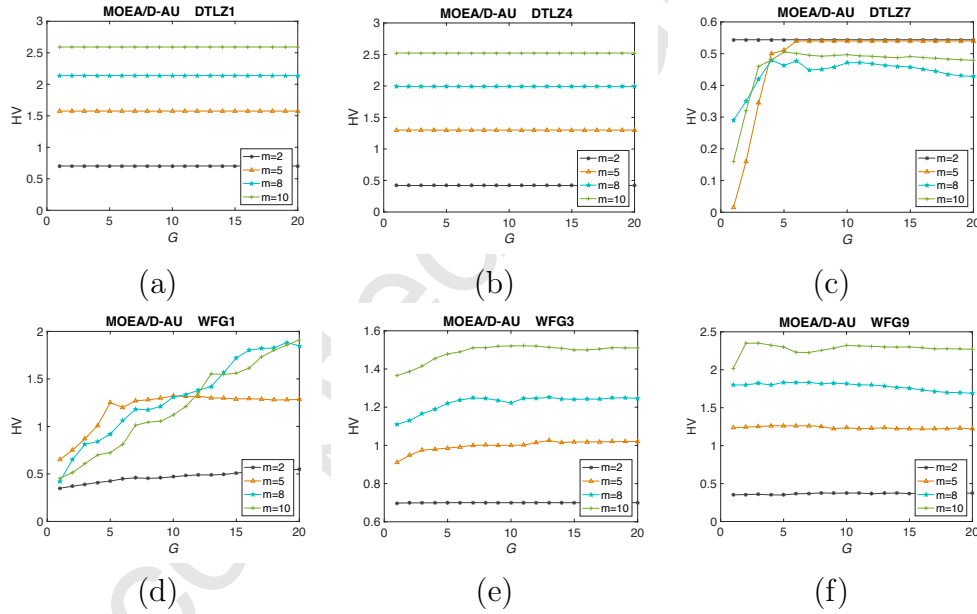 MOEA/D-AU DTLZ1
3
2.5
2
1.5
1
0.5
0
HV
m=2
m=5
m=8
m=10
0 5 10 15 20
G
(a)
MOEA/D-AU DTLZ4
3
2.5
2
1.5
1
0.5
0
HV
m=2
m=5
m=8
m=10
0 5 10 15 20
G
(b)
MOEA/D-AU DTLZ7
0.6
0.5
0.4
0.3
0.2
0.1
0
HV
m=2
m=5
m=8
m=10
0 5 10 15 20
G
(c)
MOEA/D-AU WFG1
2
1.5
1
0.5
0
HV
m=2
m=5
m=8
m=10
0 5 10 15 20
G
(d)
MOEA/D-AU WFG3
1.6
1.4
1.2
1
0.8
0.6
HV
m=2
m=5
m=8
m=10
0 5 10 15 20
G
(e)
MOEA/D-AU WFG9
2.5
2
1.5
1
0.5
0
HV
m=2
m=5
m=8
m=10
0 5 10 15 20
G
(f)